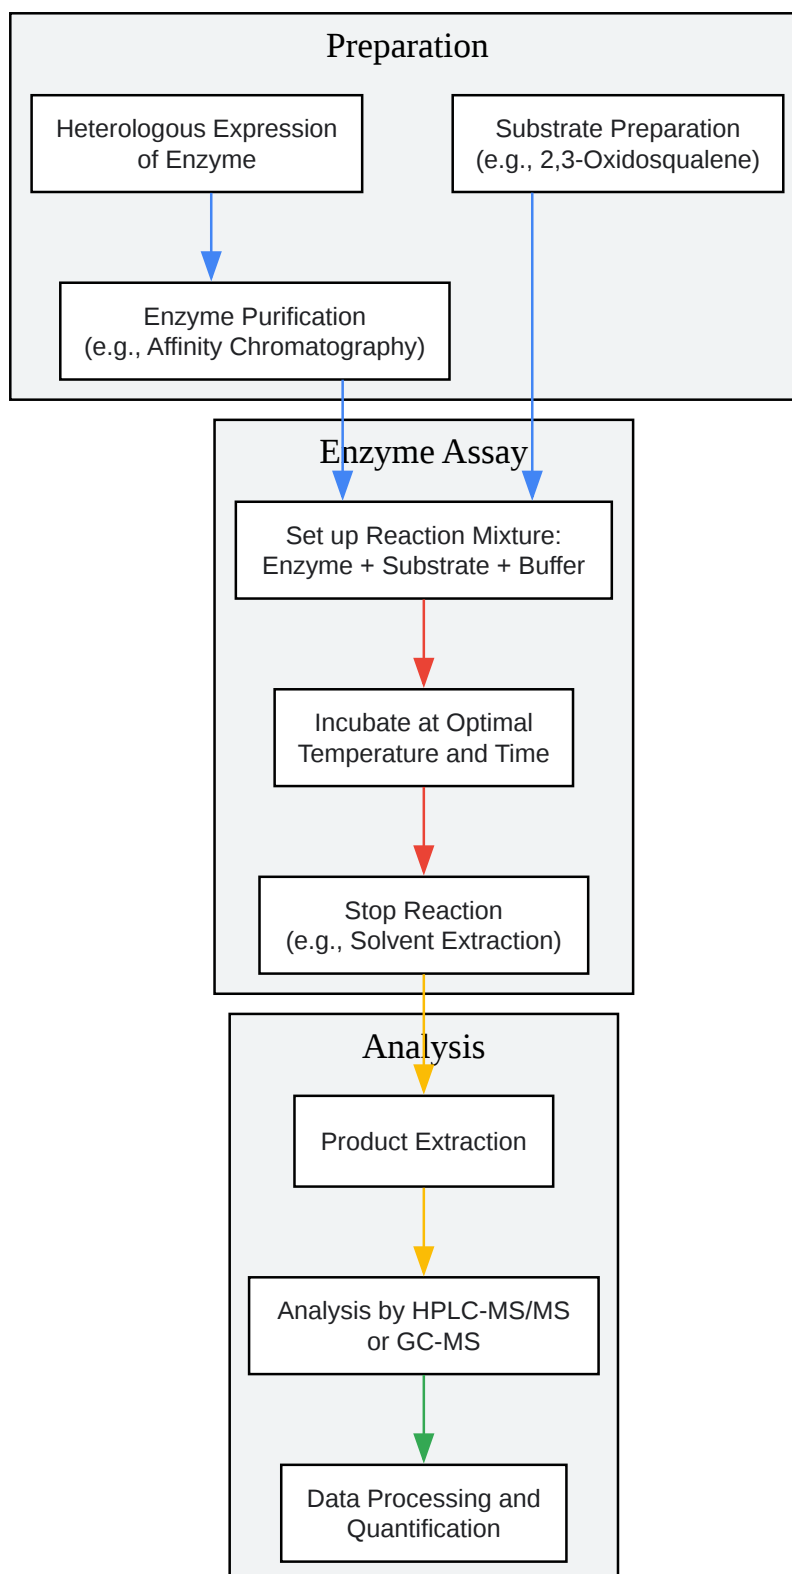 Preparation
Heterologous Expression
of Enzyme
Substrate Preparation
(e.g., 2,3-Oxidosqualene)
Enzyme Purification
(e.g., Affinity Chromatography)
Enzyme Assay
Set up Reaction Mixture:
Enzyme + Substrate + Buffer
Incubate at Optimal
Temperature and Time
Stop Reaction
(e.g., Solvent Extraction)
Analysis
Product Extraction
Analysis by HPLC-MS/MS
or GC-MS
Data Processing and
Quantification